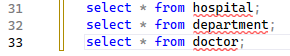 31 select * from hospital;
32 select * from department;
33 select * from doctor;